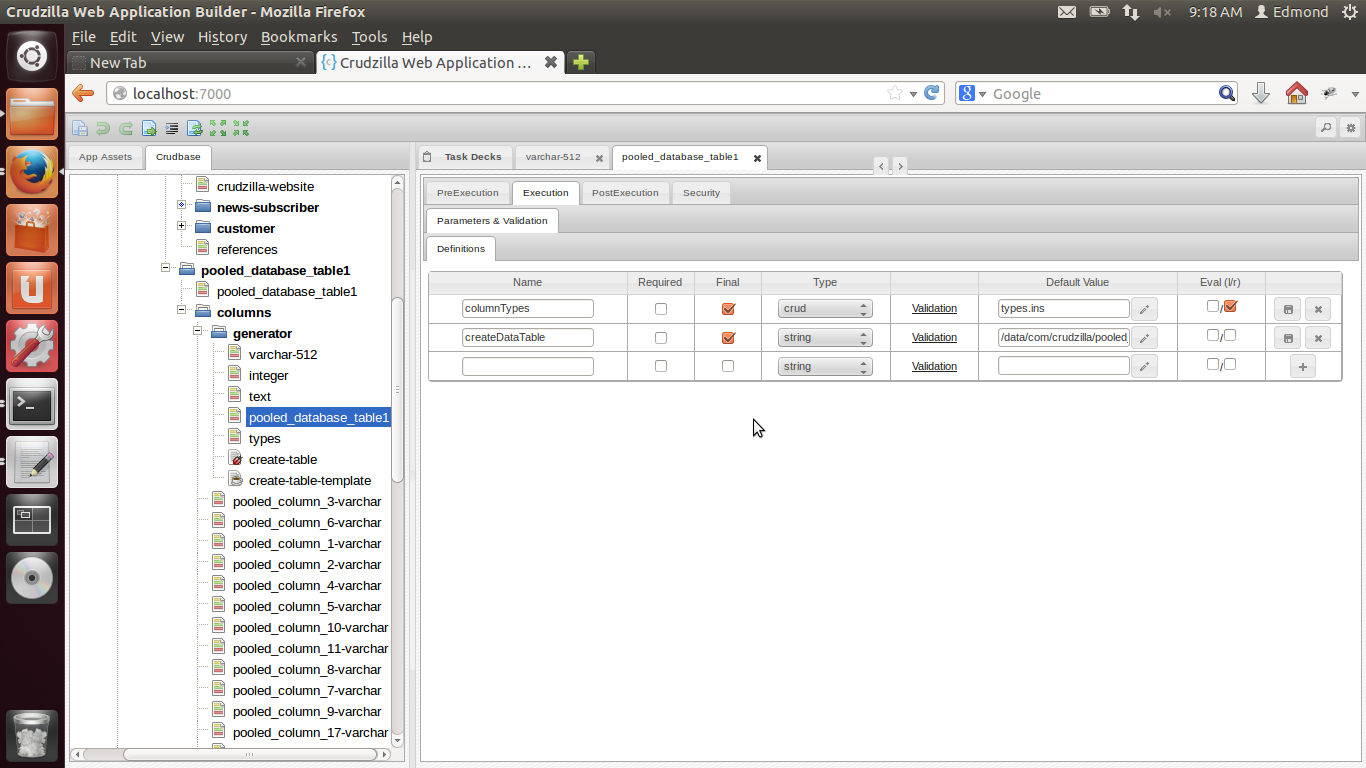 Crudzilla Web Application Builder - Mozilla Firefox
9:18 AM Edmond
File Edit View History Bookmarks Tools Help
New Tab
{c} Crudzilla Web Application ...
localhost:7000
8 Google
App Assets Crudbase
Task Decks varchar-512 pooled_database_table1
crudzilla-website
news-subscriber
customer
references
pooled_database_table1
pooled_database_table1
columns
generator
varchar-512
integer
text
pooled_database_table1
types
create-table
create-table-template
pooled_column_3-varchar
pooled_column_6-varchar
pooled_column_1-varchar
pooled_column_2-varchar
pooled_column_4-varchar
pooled_column_5-varchar
pooled_column_10-varchar
pooled_column_11-varchar
pooled_column_8-varchar
pooled_column_7-varchar
pooled_column_9-varchar
pooled_column_17-varchar
PreExecution Execution PostExecution Security
Parameters & Validation
Definitions
Name Required Final Type Default Value Eval (I/r)
columnTypes crud Validation types.ins /
createDataTable string Validation /data/com/crudzilla/pooled_ /
string Validation / +